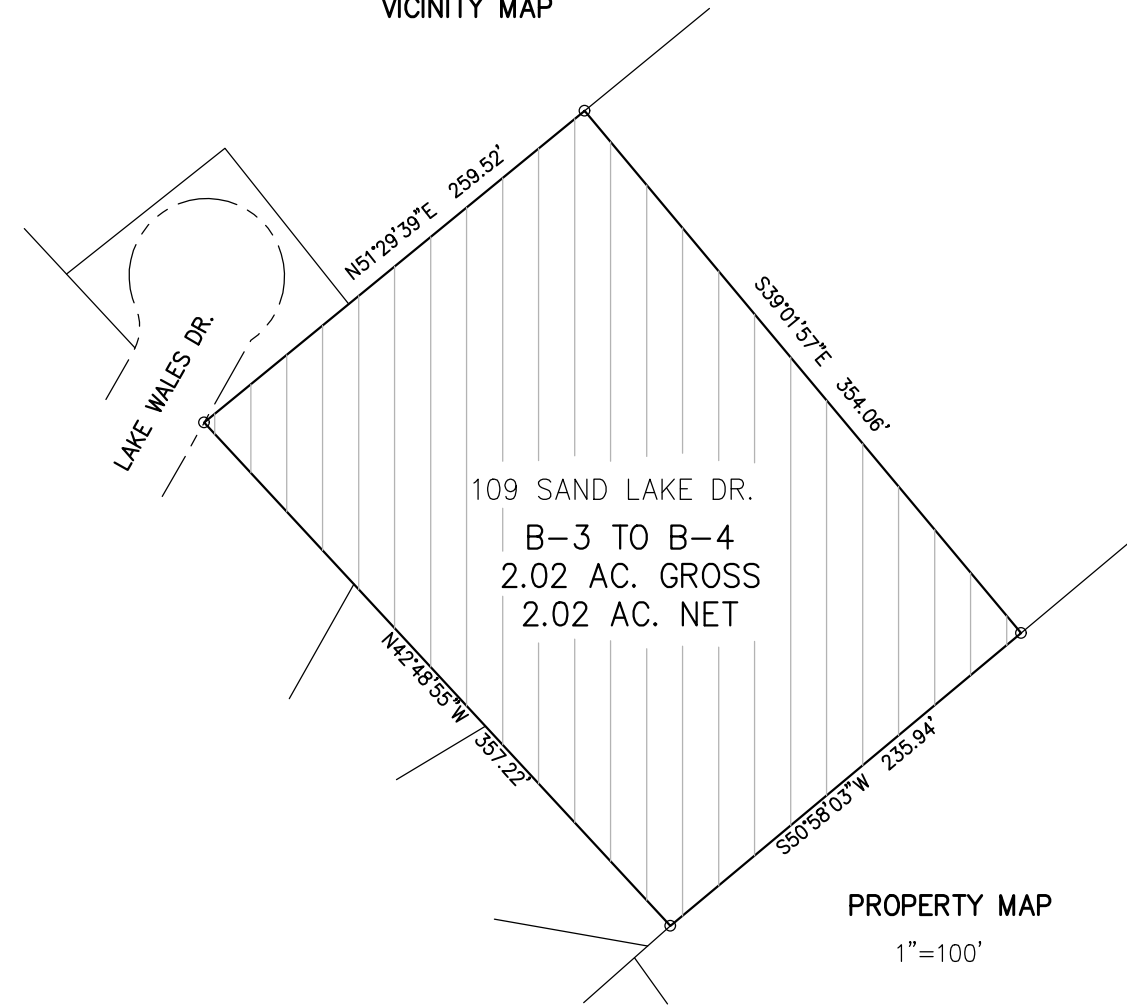 VICINITY MAP
N51°29'39"E 259.52'
S39°01'57"E 354.06'
LAKE WALES DR.
109 SAND LAKE DR.
B-3 TO B-4
2.02 AC. GROSS
2.02 AC. NET
N42°48'55"W 357.22'
S50°58'03"W 235.94'
PROPERTY MAP
1"=100'